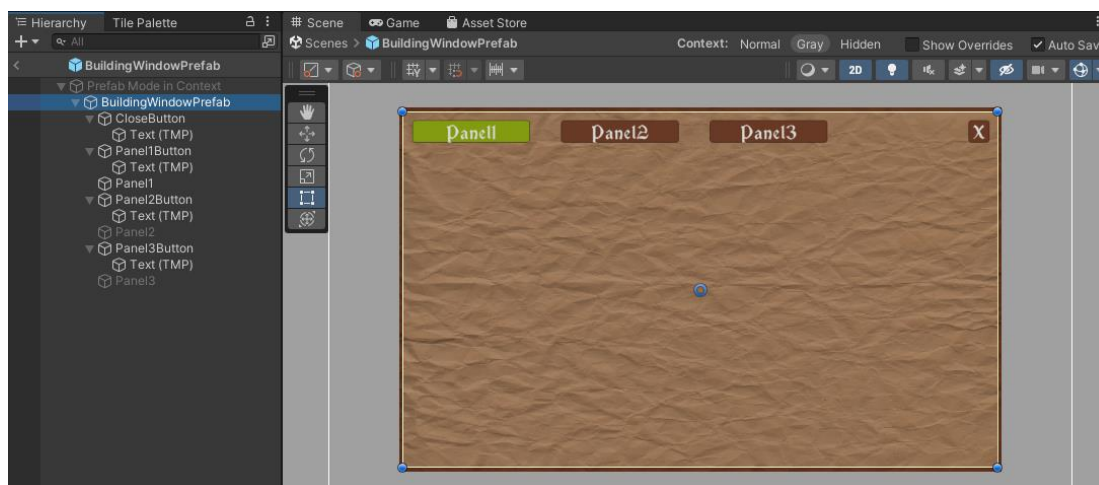 Hierarchy
Tile Palette
All
BuildingWindowPrefab
Prefab Mode in Context
BuildingWindowPrefab
CloseButton
Text (TMP)
Panel1Button
Text (TMP)
Panel1
Panel2Button
Text (TMP)
Panel2
Panel3Button
Text (TMP)
Panel3
Scene
Game
Asset Store
Scenes > BuildingWindowPrefab
Context: Normal Gray Hidden Show Overrides Auto Sav
2D
Panel1 Panel2 Panel3 X